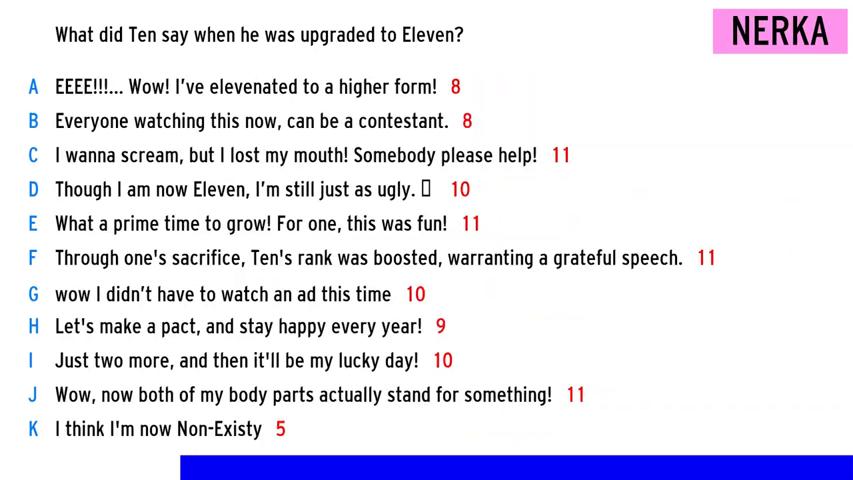 What did Ten say when he was upgraded to Eleven?
NERKA
A EEEE!!!... Wow! I've elevenated to a higher form! 8
B Everyone watching this now, can be a contestant. 8
C I wanna scream, but I lost my mouth! Somebody please help! 11
D Though I am now Eleven, I'm still just as ugly. 10
E What a prime time to grow! For one, this was fun! 11
F Through one's sacrifice, Ten's rank was boosted, warranting a grateful speech. 11
G wow I didn't have to watch an ad this time 10
H Let's make a pact, and stay happy every year! 9
I Just two more, and then it'll be my lucky day! 10
J Wow, now both of my body parts actually stand for something! 11
K I think I'm now Non-Existy 5